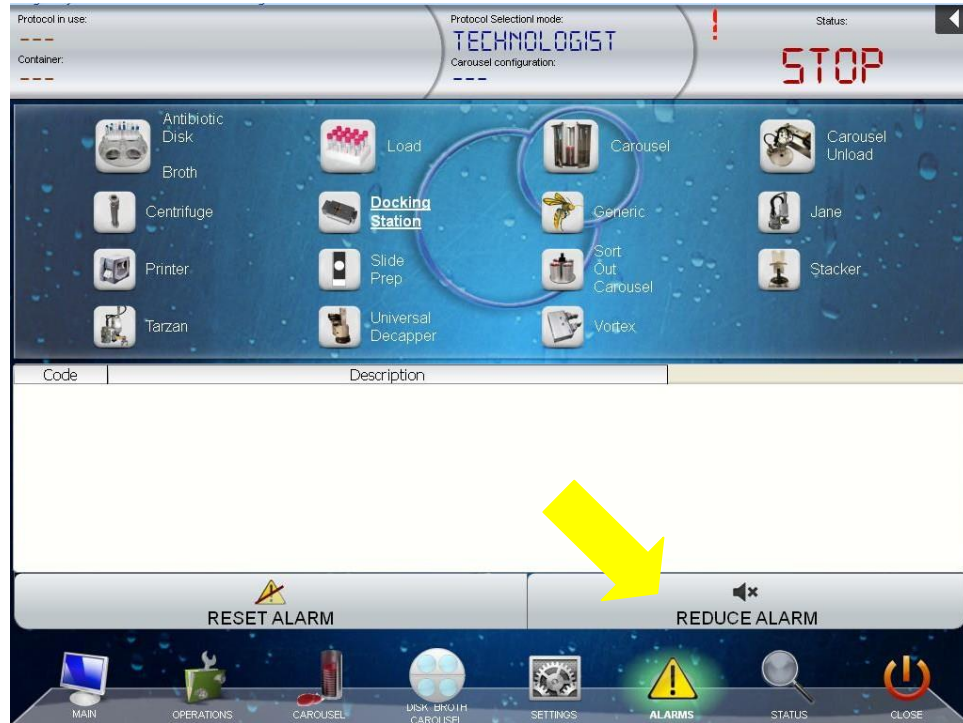 Protocol in use:
---
Container:
---
Protocol Selectionl mode:
TECHNOLOGIST
Carousel configuration:
---
!
Status:
STOP
Antibiotic
Disk
Broth
Load
Carousel
Carousel
Unload
Centrifuge
Docking
Station
Generic
Jane
Printer
Slide
Prep
Sort
Out
Carousel
Stacker
Tarzan
Universal
Decapper
Vortex
Code Description
RESET ALARM
REDUCE ALARM
MAIN
OPERATIONS
CAROUSEL
DISK BROTH
CAROUSEL
SETTINGS
ALARMS
STATUS
CLOSE